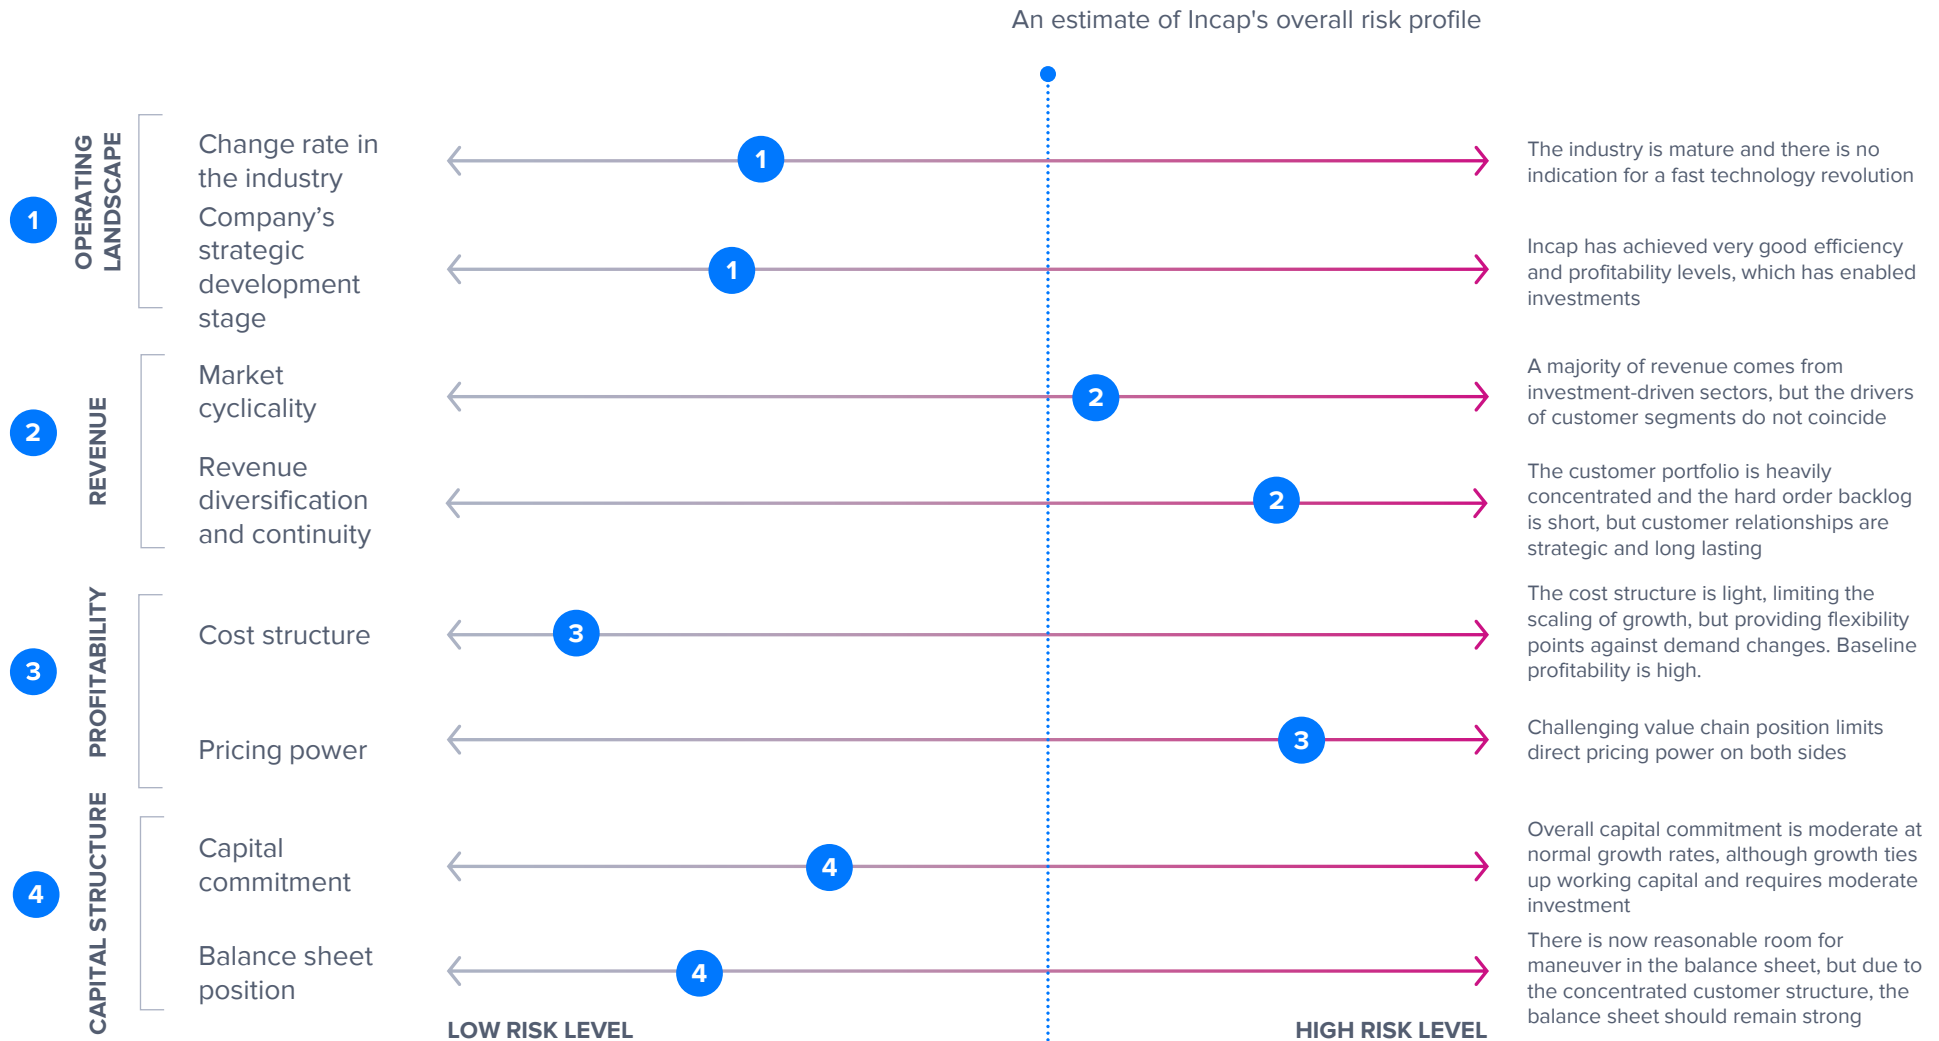 An estimate of Incap's overall risk profile
1
OPERATING
LANDSCAPE
Change rate in
the industry
1
The industry is mature and there is no
indication for a fast technology revolution
Company’s
strategic
development
stage
1
Incap has achieved very good efficiency
and profitability levels, which has enabled
investments
2
REVENUE
Market
cyclicality
2
A majority of revenue comes from
investment-driven sectors, but the drivers
of customer segments do not coincide
Revenue
diversification
and continuity
2
The customer portfolio is heavily
concentrated and the hard order backlog
is short, but customer relationships are
strategic and long lasting
3
PROFITABILITY
Cost structure
3
The cost structure is light, limiting the
scaling of growth, but providing flexibility
points against demand changes. Baseline
profitability is high.
Pricing power
3
Challenging value chain position limits
direct pricing power on both sides
4
CAPITAL STRUCTURE
Capital
commitment
4
Overall capital commitment is moderate at
normal growth rates, although growth ties
up working capital and requires moderate
investment
Balance sheet
position
4
There is now reasonable room for
maneuver in the balance sheet, but due to
the concentrated customer structure, the
balance sheet should remain strong
LOW RISK LEVEL
HIGH RISK LEVEL